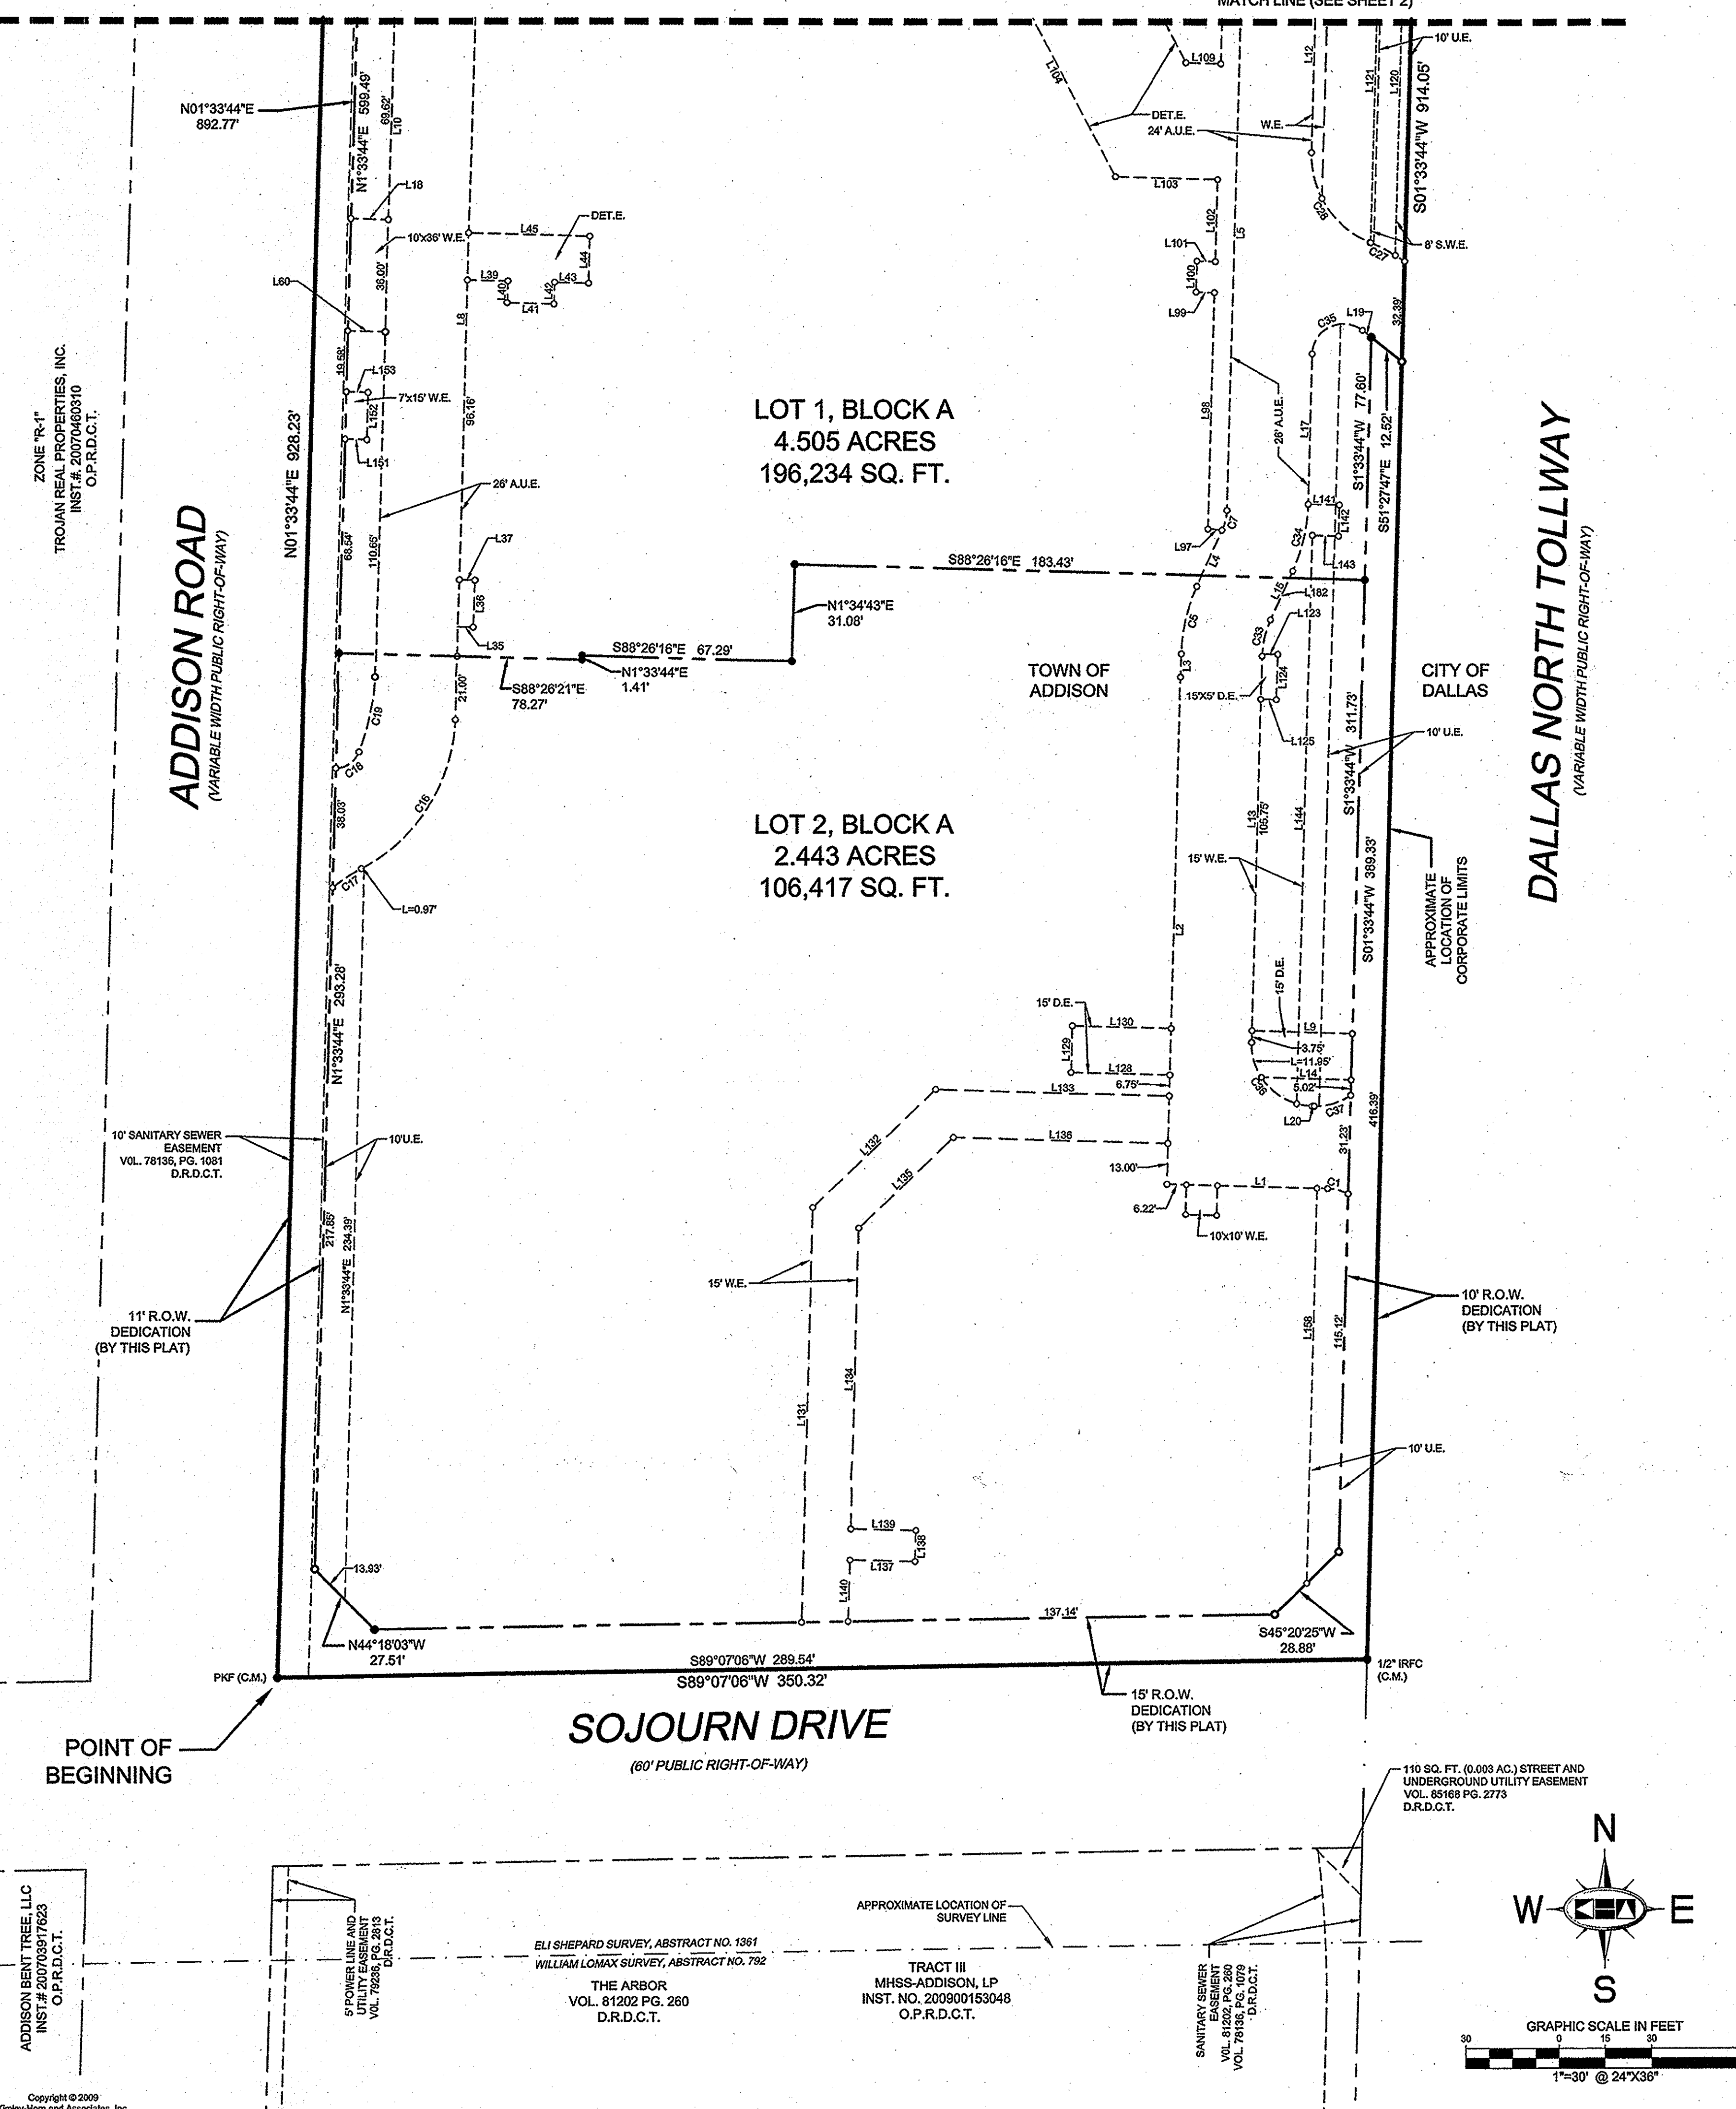 MATCH LINE (SEE SHEET 2)
N01°33'44"E
892.77'
N1°33'44"E 599.49'
69.62'
L10
L104
L109
L12
L121
L120
10' U.E.
S01°33'44"W 914.05'
DET.E.
24' A.U.E.
W.E.
L18
10'x36' W.E.
36.00'
L60
L45
DET.E.
L44
L39
L40
L41
L42
L43
L8
L103
L102
L101
L100
L99
L5
C28
C27
8' S.W.E.
32.39'
L19
C35
ZONE "R-1"
TROJAN REAL PROPERTIES, INC.
INST.#. 20070460310
O.P.R.D.C.T.
19.58'
L153
7'x15' W.E.
L152
L151
96.16'
N01°33'44"E 928.23'
26' A.U.E.
68.54'
110.65'
LOT 1, BLOCK A
4.505 ACRES
196,234 SQ. FT.
L98
26' A.U.E.
L17
S1°33'44"W 77.60'
S51°27'47"E 12.52'
ADDISON ROAD
(VARIABLE WIDTH PUBLIC RIGHT-OF-WAY)
DALLAS NORTH TOLLWAY
(VARIABLE WIDTH PUBLIC RIGHT-OF-WAY)
L37
L36
L35
L97
C7
L4
C34
L141
L142
L143
S88°26'16"E 183.43'
N1°34'43"E
31.08'
S88°26'16"E 67.29'
N1°33'44"E
1.41'
S88°26'21"E
78.27'
21.00'
C5
L3
L15
L182
L123
C33
L124
15'X5' D.E.
L125
TOWN OF
ADDISON
CITY OF
DALLAS
10' U.E.
S1°33'44"W 311.73'
C19
C18
38.03'
C16
C17
L=0.97'
LOT 2, BLOCK A
2.443 ACRES
106,417 SQ. FT.
L13
105.75'
L144
15' W.E.
S01°33'44"W 389.33'
APPROXIMATE
LOCATION OF
CORPORATE LIMITS
L2
N1°33'44"E 293.28'
15' D.E.
15' D.E.
L130
L129
L128
6.75'
L133
L9
3.75'
L=11.95'
L14
5.02'
C36
C37
L20
416.39'
31.23'
10' SANITARY SEWER
EASEMENT
VOL. 78136, PG. 1081
D.R.D.C.T.
10'U.E.
L132
L136
L135
13.00'
6.22'
L1
C1
10'x10' W.E.
217.85'
N1°33'44"E 234.39'
15' W.E.
11' R.O.W.
DEDICATION
(BY THIS PLAT)
L158
115.12'
10' R.O.W.
DEDICATION
(BY THIS PLAT)
L134
L131
10' U.E.
L139
L138
L137
L140
13.93'
N44°18'03"W
27.51'
137.14'
S45°20'25"W
28.88'
S89°07'06"W 289.54'
S89°07'06"W 350.32'
PKF (C.M.)
1/2" IRFC
(C.M.)
15' R.O.W.
DEDICATION
(BY THIS PLAT)
POINT OF
BEGINNING
SOJOURN DRIVE
(60' PUBLIC RIGHT-OF-WAY)
110 SQ. FT. (0.003 AC.) STREET AND
UNDERGROUND UTILITY EASEMENT
VOL. 85168 PG. 2773
D.R.D.C.T.
ADDISON BENT TREE, LLC
INST.# 200703917623
O.P.R.D.C.T.
5' POWER LINE AND
UTILITY EASEMENT
VOL. 79236, PG. 2813
D.R.D.C.T.
APPROXIMATE LOCATION OF
SURVEY LINE
ELI SHEPARD SURVEY, ABSTRACT NO. 1361
WILLIAM LOMAX SURVEY, ABSTRACT NO. 792
THE ARBOR
VOL. 81202 PG. 260
D.R.D.C.T.
TRACT III
MHSS-ADDISON, LP
INST. NO. 200900153048
O.P.R.D.C.T.
SANITARY SEWER
EASEMENT
VOL. 81202, PG. 260
VOL. 78136, PG. 1079
D.R.D.C.T.
N
W
E
S
GRAPHIC SCALE IN FEET
30 0 15 30
1"=30' @ 24"X36"
Copyright © 2009
Kimley-Horn and Associates, Inc.